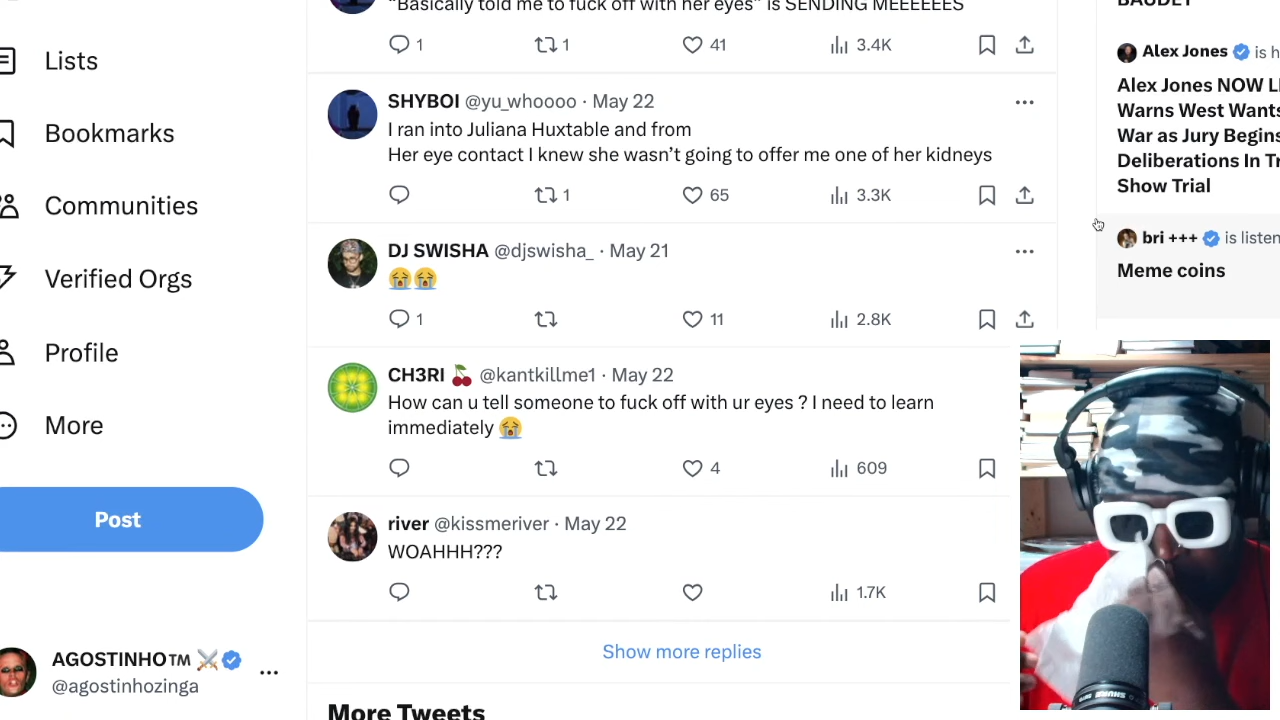 "Basically told me to fuck off with her eyes" is SENDING MEEEEEES
1 1 41 3.4K
Lists
Bookmarks
Communities
Verified Orgs
Profile
More
Post
AGOSTINHO™ ⚔️
@agostinhozinga
SHYBOI @yu_whoooo · May 22
I ran into Juliana Huxtable and from
Her eye contact I knew she wasn't going to offer me one of her kidneys
1 65 3.3K
DJ SWISHA @djswisha_ · May 21
😭😭
1 11 2.8K
CH3RI 🍒 @kantkillme1 · May 22
How can u tell someone to fuck off with ur eyes ? I need to learn
immediately 😭
4 609
river @kissmeriver · May 22
WOAHHH???
1.7K
Show more replies
More Tweets
BAUDET
Alex Jones is h
Alex Jones NOW LI
Warns West Wants
War as Jury Begins
Deliberations In Tr
Show Trial
bri +++ is listen
Meme coins
SHURE